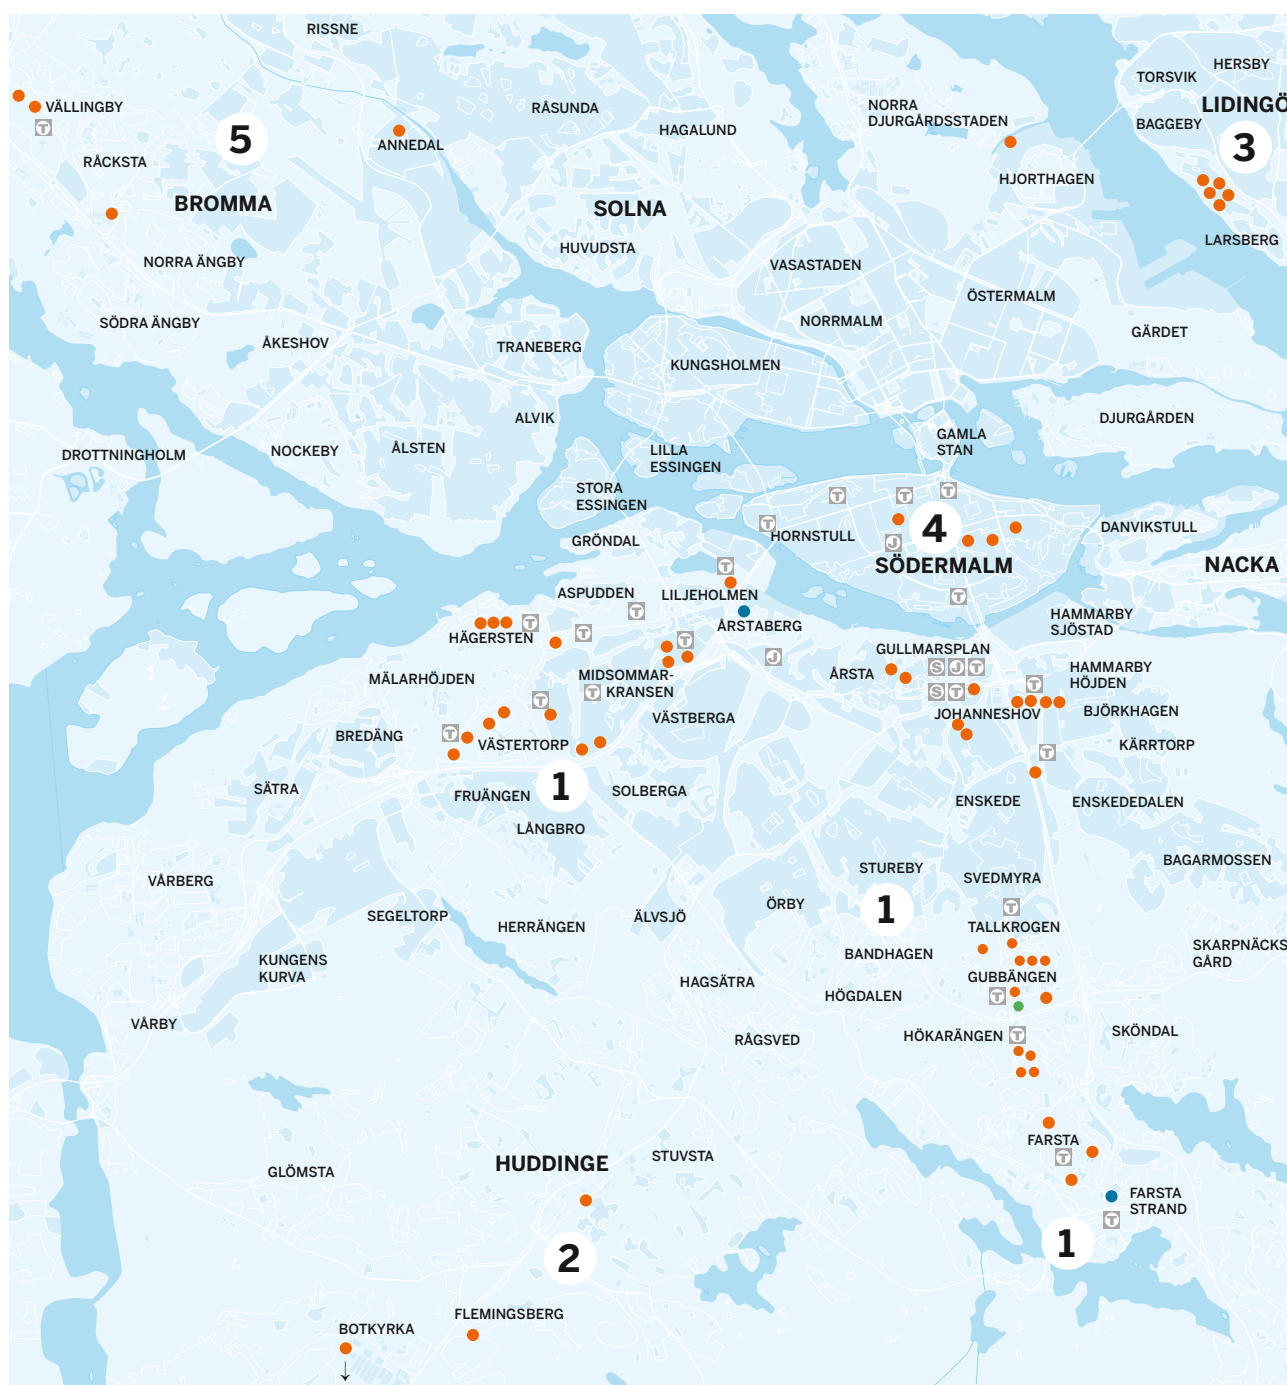 RISSNE
HERSBY
TORSVIK
VÄLLINGBY
T
RÅSUNDA
NORRA
DJURGÅRDSSTADEN
LIDINGÖ
BAGGEBY
HAGALUND
5
ANNEDAL
3
RÅCKSTA
HJORTHAGEN
BROMMA
SOLNA
LARSBERG
HUVUDSTA
NORRA ÄNGBY
VASASTADEN
ÖSTERMALM
SÖDRA ÄNGBY
NORRMALM
GÄRDET
ÅKESHOV
TRANEBERG
KUNGSHOLMEN
ALVIK
DJURGÅRDEN
GAMLA
STAN
DROTTNINGHOLM
NOCKEBY
ÅLSTEN
LILLA
ESSINGEN
STORA
ESSINGEN
T
T
T
T
HORNSTULL
4
DANVIKSTULL
GRÖNDAL
J
SÖDERMALM
NACKA
T
ASPUDDEN
LILJEHOLMEN
T
T
HAMMARBY
SJÖSTAD
ÅRSTABERG
HÄGERSTEN
T
T
T
J
GULLMARSPLAN
S J T
S T
ÅRSTA
HAMMARBY
HÖJDEN
T
MÄLARHÖJDEN
MIDSOMMAR-
KRANSEN
T
T
JOHANNESHOV
BJÖRKHAGEN
VÄSTBERGA
BREDÄNG
T
VÄSTERTORP
KÄRRTORP
T
SÄTRA
FRUÄNGEN
1
SOLBERGA
ENSKEDE
ENSKEDEDALEN
LÅNGBRO
BAGARMOSSEN
STUREBY
SVEDMYRA
VÅRBERG
1
ÖRBY
T
SEGELTORP
HERRÄNGEN
ÄLVSJÖ
TALLKROGEN
BANDHAGEN
SKARPNÄCKS
GÅRD
KUNGENS
KURVA
HAGSÄTRA
GUBBÄNGEN
HÖGDALEN
T
VÅRBY
RÅGSVED
HÖKARÄNGEN
T
SKÖNDAL
FARSTA
T
STUVSTA
HUDDINGE
GLÖMSTA
FARSTA
STRAND
T
1
2
FLEMINGSBERG
BOTKYRKA
↓